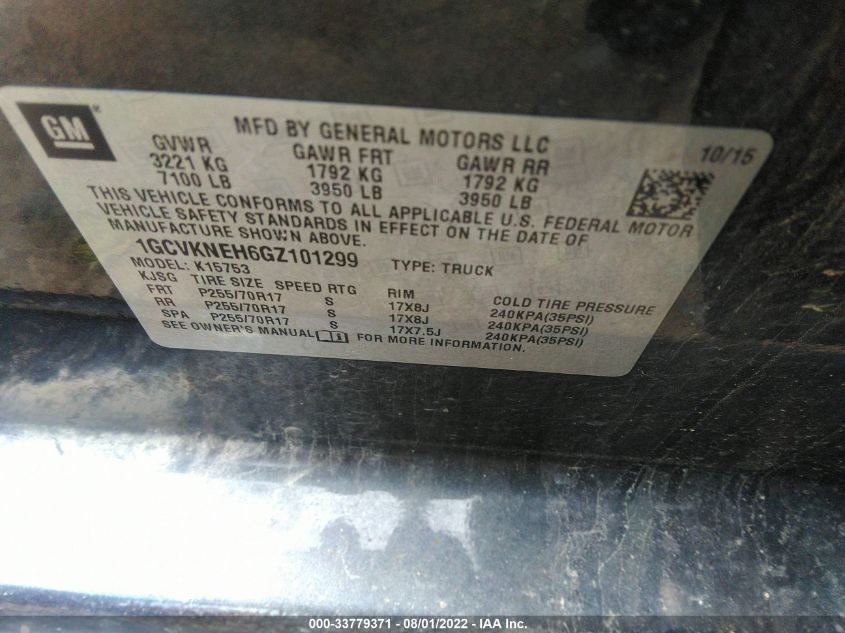 GM
MFD BY GENERAL MOTORS LLC
10/15
GVWR GAWR FRT GAWR RR
3221 KG 1792 KG 1792 KG
7100 LB 3950 LB 3950 LB
THIS VEHICLE CONFORMS TO ALL APPLICABLE U.S. FEDERAL MOTOR
VEHICLE SAFETY STANDARDS IN EFFECT ON THE DATE OF
MANUFACTURE SHOWN ABOVE.
1GCVKNEH6GZ101299 TYPE: TRUCK
MODEL: K15753
KJSG TIRE SIZE SPEED RTG RIM COLD TIRE PRESSURE
FRT P255/70R17 S 17X8J 240KPA(35PSI)
RR P255/70R17 S 17X8J 240KPA(35PSI)
SPA P255/70R17 S 17X7.5J 240KPA(35PSI)
SEE OWNER'S MANUAL FOR MORE INFORMATION.
000-33779371 - 08/01/2022 - IAA Inc.